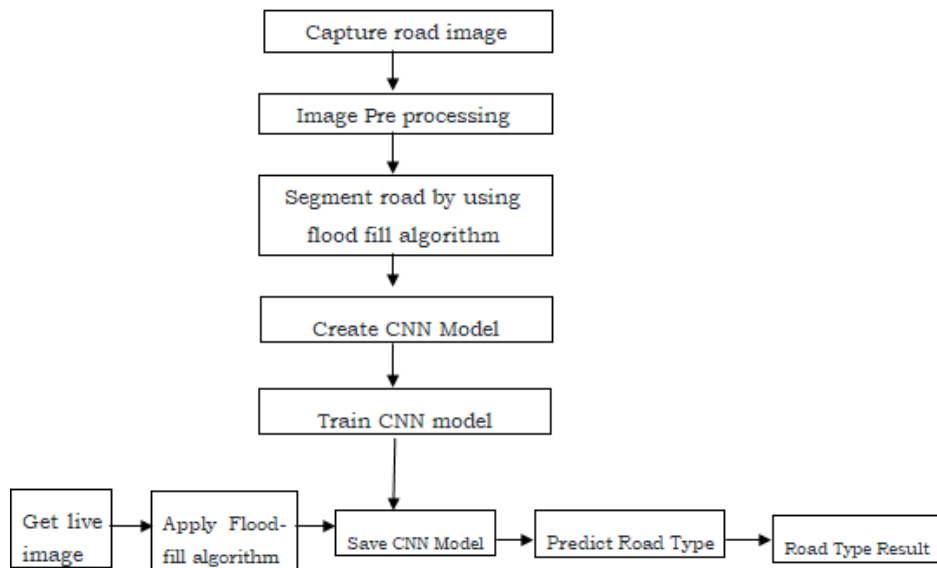 Capture road image
Image Pre processing
Segment road by using
flood fill algorithm
Create CNN Model
Train CNN model
Get live
image
Apply Flood-
fill algorithm
Save CNN Model
Predict Road Type
Road Type Result